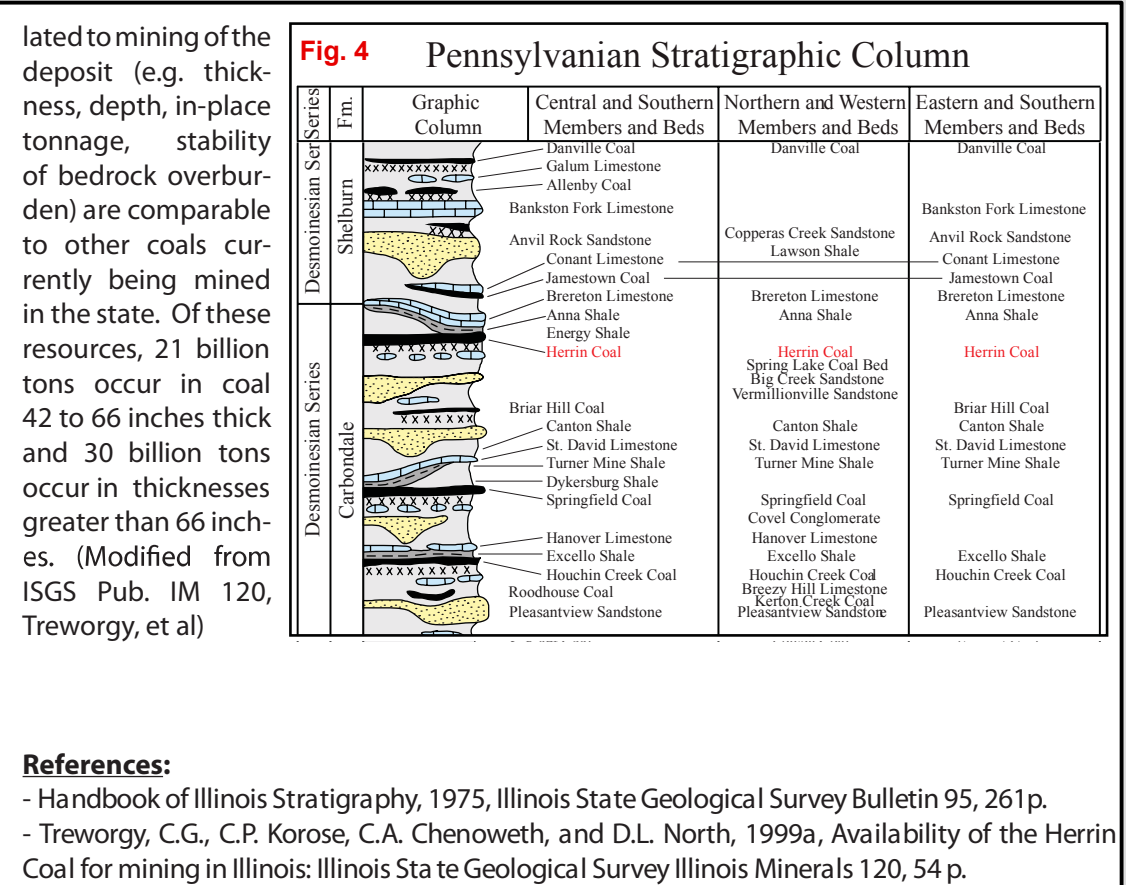 lated to mining of the
deposit (e.g. thick-
ness, depth, in-place
tonnage, stability
of bedrock overbur-
den) are comparable
to other coals cur-
rently being mined
in the state. Of these
resources, 21 billion
tons occur in coal
42 to 66 inches thick
and 30 billion tons
occur in thicknesses
greater than 66 inch-
es. (Modified from
ISGS Pub. IM 120,
Treworgy, et al)
Fig. 4
Pennsylvanian Stratigraphic Column
Series
Fm.
Graphic
Column
Central and Southern
Members and Beds
Northern and Western
Members and Beds
Eastern and Southern
Members and Beds
Desmoinesian Ser
Shelburn
Desmoinesian Series
Carbondale
Danville Coal
Galum Limestone
Allenby Coal
Bankston Fork Limestone
Anvil Rock Sandstone
Conant Limestone
Jamestown Coal
Brereton Limestone
Anna Shale
Energy Shale
Herrin Coal
Briar Hill Coal
Canton Shale
St. David Limestone
Turner Mine Shale
Dykersburg Shale
Springfield Coal
Hanover Limestone
Excello Shale
Houchin Creek Coal
Roodhouse Coal
Pleasantview Sandstone
Danville Coal
Copperas Creek Sandstone
Lawson Shale
Brereton Limestone
Anna Shale
Herrin Coal
Spring Lake Coal Bed
Big Creek Sandstone
Vermillionville Sandstone
Canton Shale
St. David Limestone
Turner Mine Shale
Springfield Coal
Covel Conglomerate
Hanover Limestone
Excello Shale
Houchin Creek Coal
Breezy Hill Limestone
Kerton Creek Coal
Pleasantview Sandstone
Danville Coal
Bankston Fork Limestone
Anvil Rock Sandstone
Conant Limestone
Jamestown Coal
Brereton Limestone
Anna Shale
Herrin Coal
Briar Hill Coal
Canton Shale
St. David Limestone
Turner Mine Shale
Springfield Coal
Excello Shale
Houchin Creek Coal
Pleasantview Sandstone
References:
- Handbook of Illinois Stratigraphy, 1975, Illinois State Geological Survey Bulletin 95, 261p.
- Treworgy, C.G., C.P. Korose, C.A. Chenoweth, and D.L. North, 1999a, Availability of the Herrin
Coal for mining in Illinois: Illinois State Geological Survey Illinois Minerals 120, 54 p.